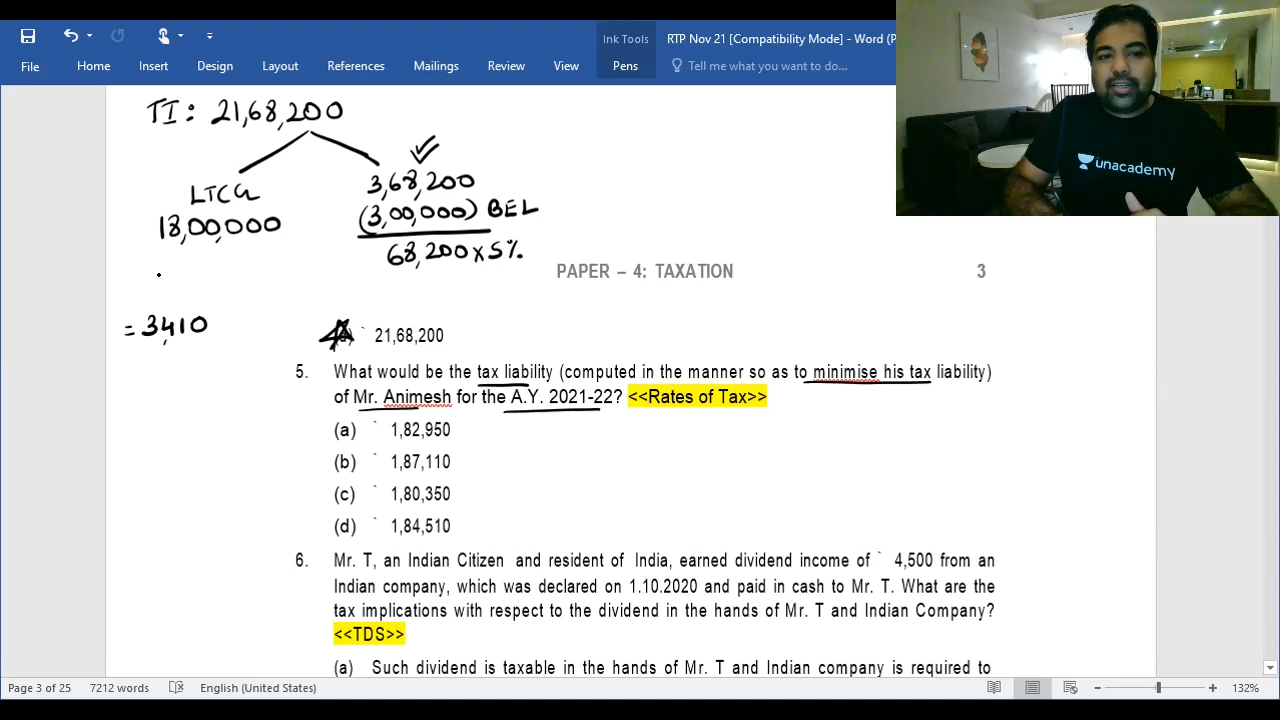 Ink Tools
RTP Nov 21 [Compatibility Mode] - Word (P
File Home Insert Design Layout References Mailings Review View Pens Tell me what you want to do...
TI: 21,68,200
LTCG 3,68,200
18,00,000 (3,00,000) BEL
68,200 x 5%
unacademy
PAPER – 4: TAXATION 3
= 3,410
21,68,200
5. What would be the tax liability (computed in the manner so as to minimise his tax liability)
of Mr. Animesh for the A.Y. 2021-22? <<Rates of Tax>>
(a) ` 1,82,950
(b) ` 1,87,110
(c) ` 1,80,350
(d) ` 1,84,510
6. Mr. T, an Indian Citizen and resident of India, earned dividend income of ` 4,500 from an
Indian company, which was declared on 1.10.2020 and paid in cash to Mr. T. What are the
tax implications with respect to the dividend in the hands of Mr. T and Indian Company?
<<TDS>>
(a) Such dividend is taxable in the hands of Mr. T and Indian company is required to
Page 3 of 25 7212 words English (United States) 132%